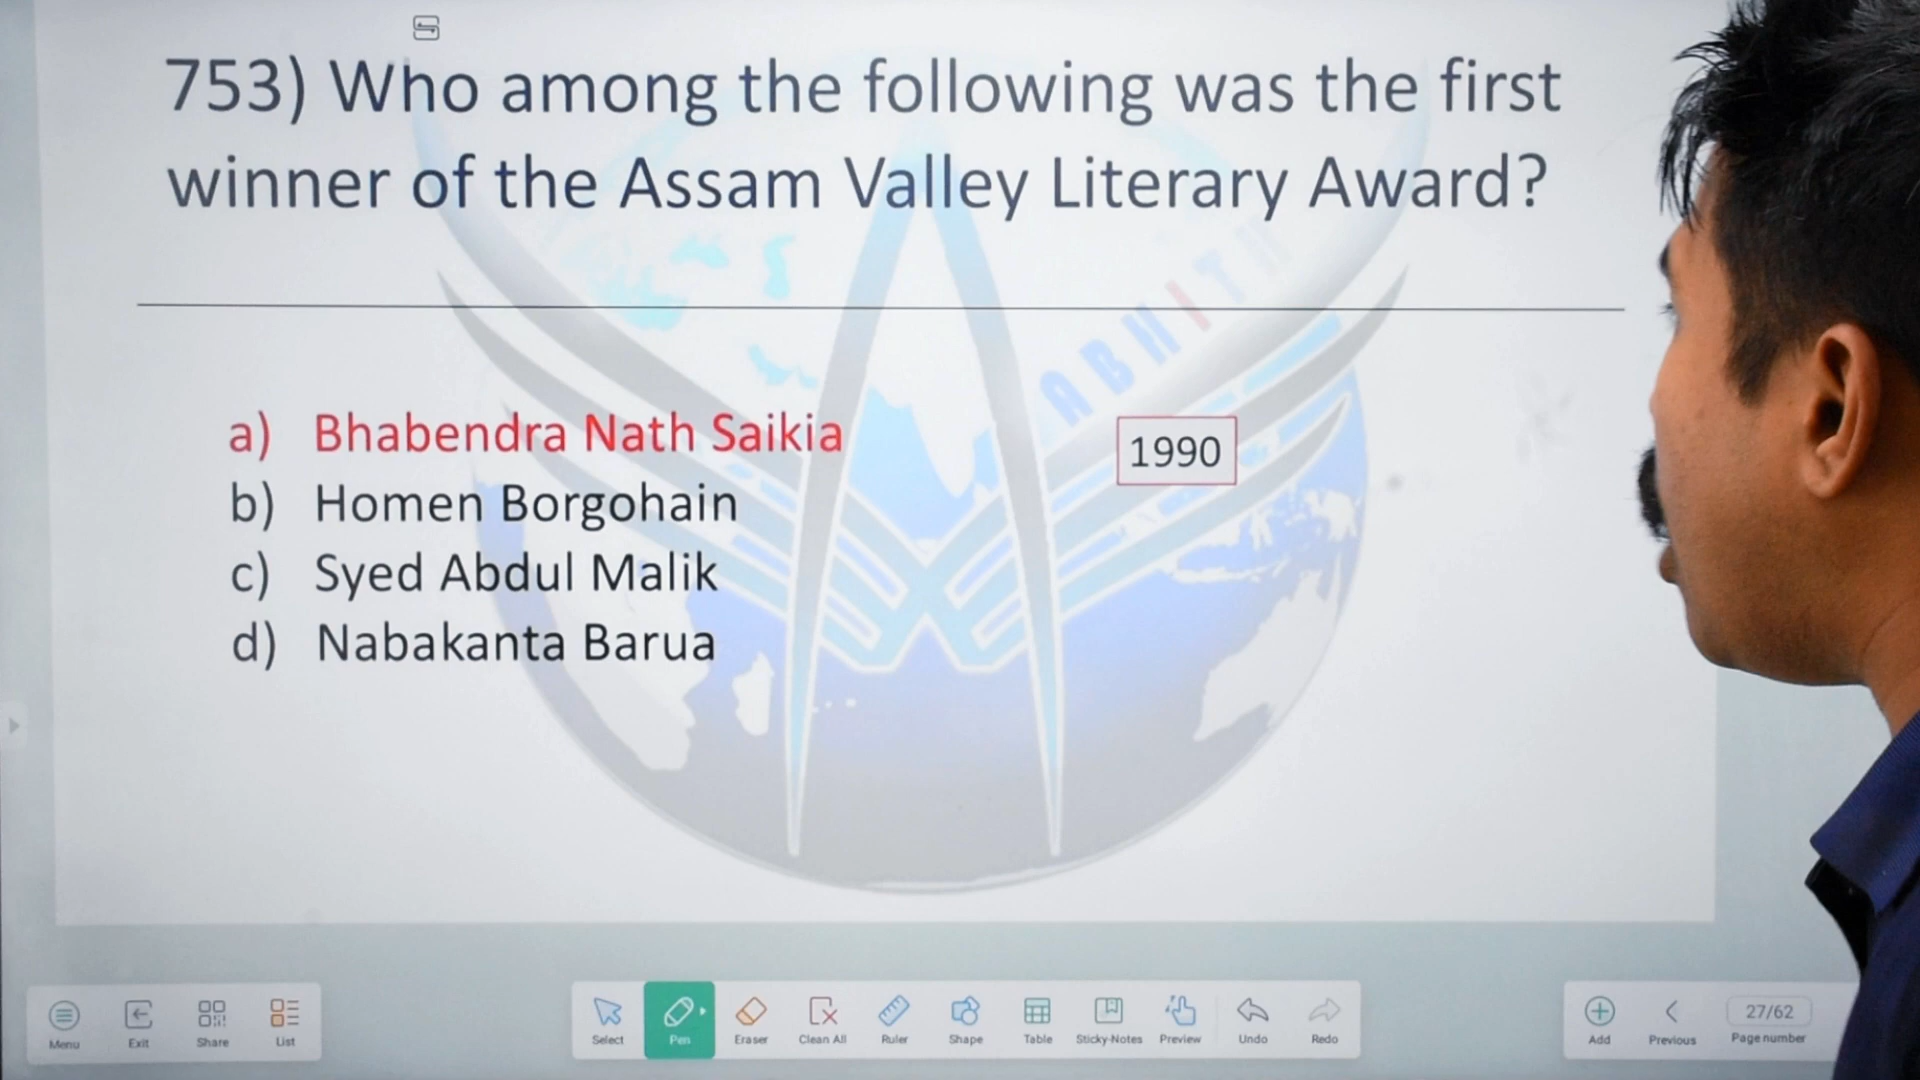 753) Who among the following was the first
winner of the Assam Valley Literary Award?
ABHITH
a) Bhabendra Nath Saikia
1990
b) Homen Borgohain
c) Syed Abdul Malik
d) Nabakanta Barua
Menu Exit Share List
Select Pen Eraser Clean All Ruler Shape Table Sticky-Notes Preview Undo Redo
27/62
Add Previous Page number